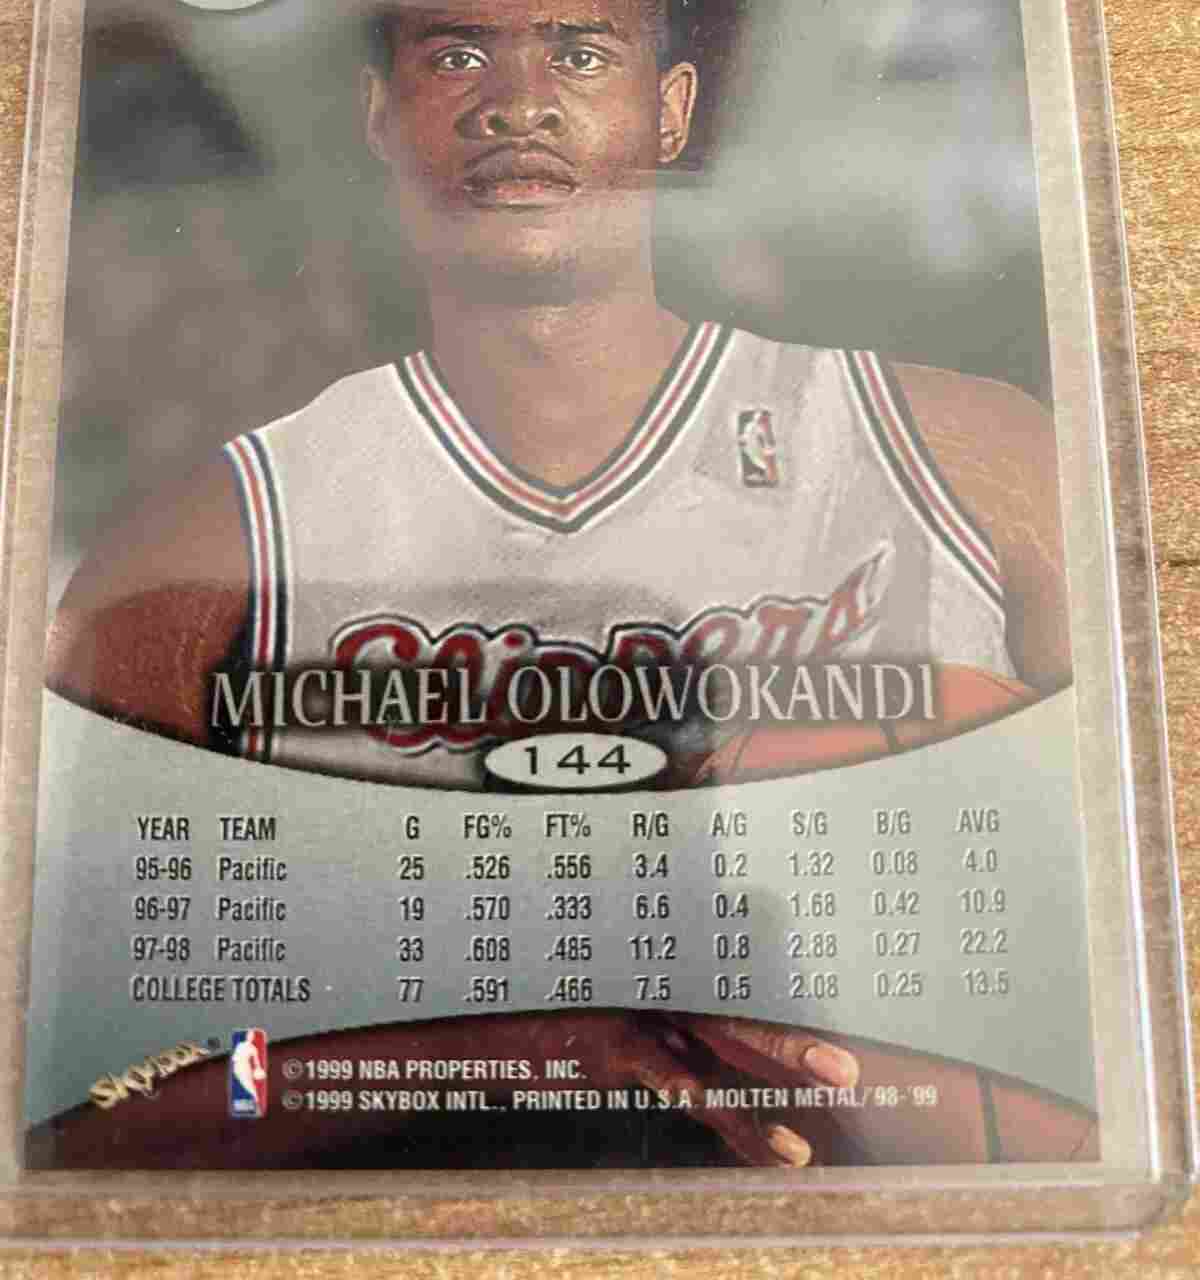 Clippers
MICHAEL OLOWOKANDI
144
YEAR TEAM G FG% FT% R/G A/G S/G B/G AVG
95-96 Pacific 25 .526 .556 3.4 0.2 1.32 0.08 4.0
96-97 Pacific 19 .570 .333 6.6 0.4 1.68 0.42 10.9
97-98 Pacific 33 .608 .485 11.2 0.8 2.88 0.27 22.2
COLLEGE TOTALS 77 .591 .466 7.5 0.5 2.08 0.25 13.5
SkyBox®
©1999 NBA PROPERTIES, INC.
©1999 SKYBOX INTL., PRINTED IN U.S.A. MOLTEN METAL/'98-'99